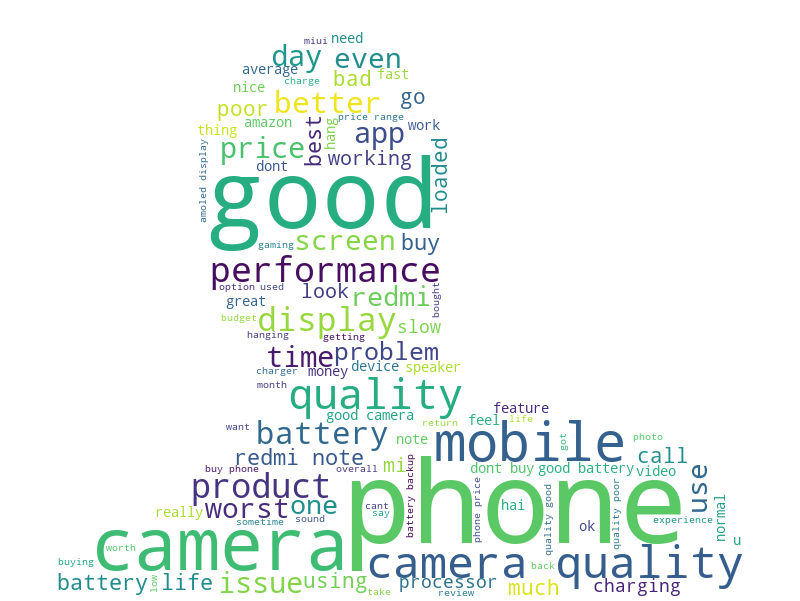 miui need
day even
average charge bad fast
nice
poor better go
price range
amazon
thing hang work
price best app
dont working
loaded
amoled display
good
gaming screen buy
performance
option used look redmi bought
great
budget display slow
hanging getting
time problem
charger money device speaker
month
quality
good camera feature
want battery note return feel life
mobile got photo
redmi note mi dont buy good battery call
buy phone overall battery backup video
product phone hai use
worst one cant phone price quality good quality poor
really say ok experience normal
sometime sound
camera u
worth camera quality
buying back
battery low life issue using processor much charging
take review